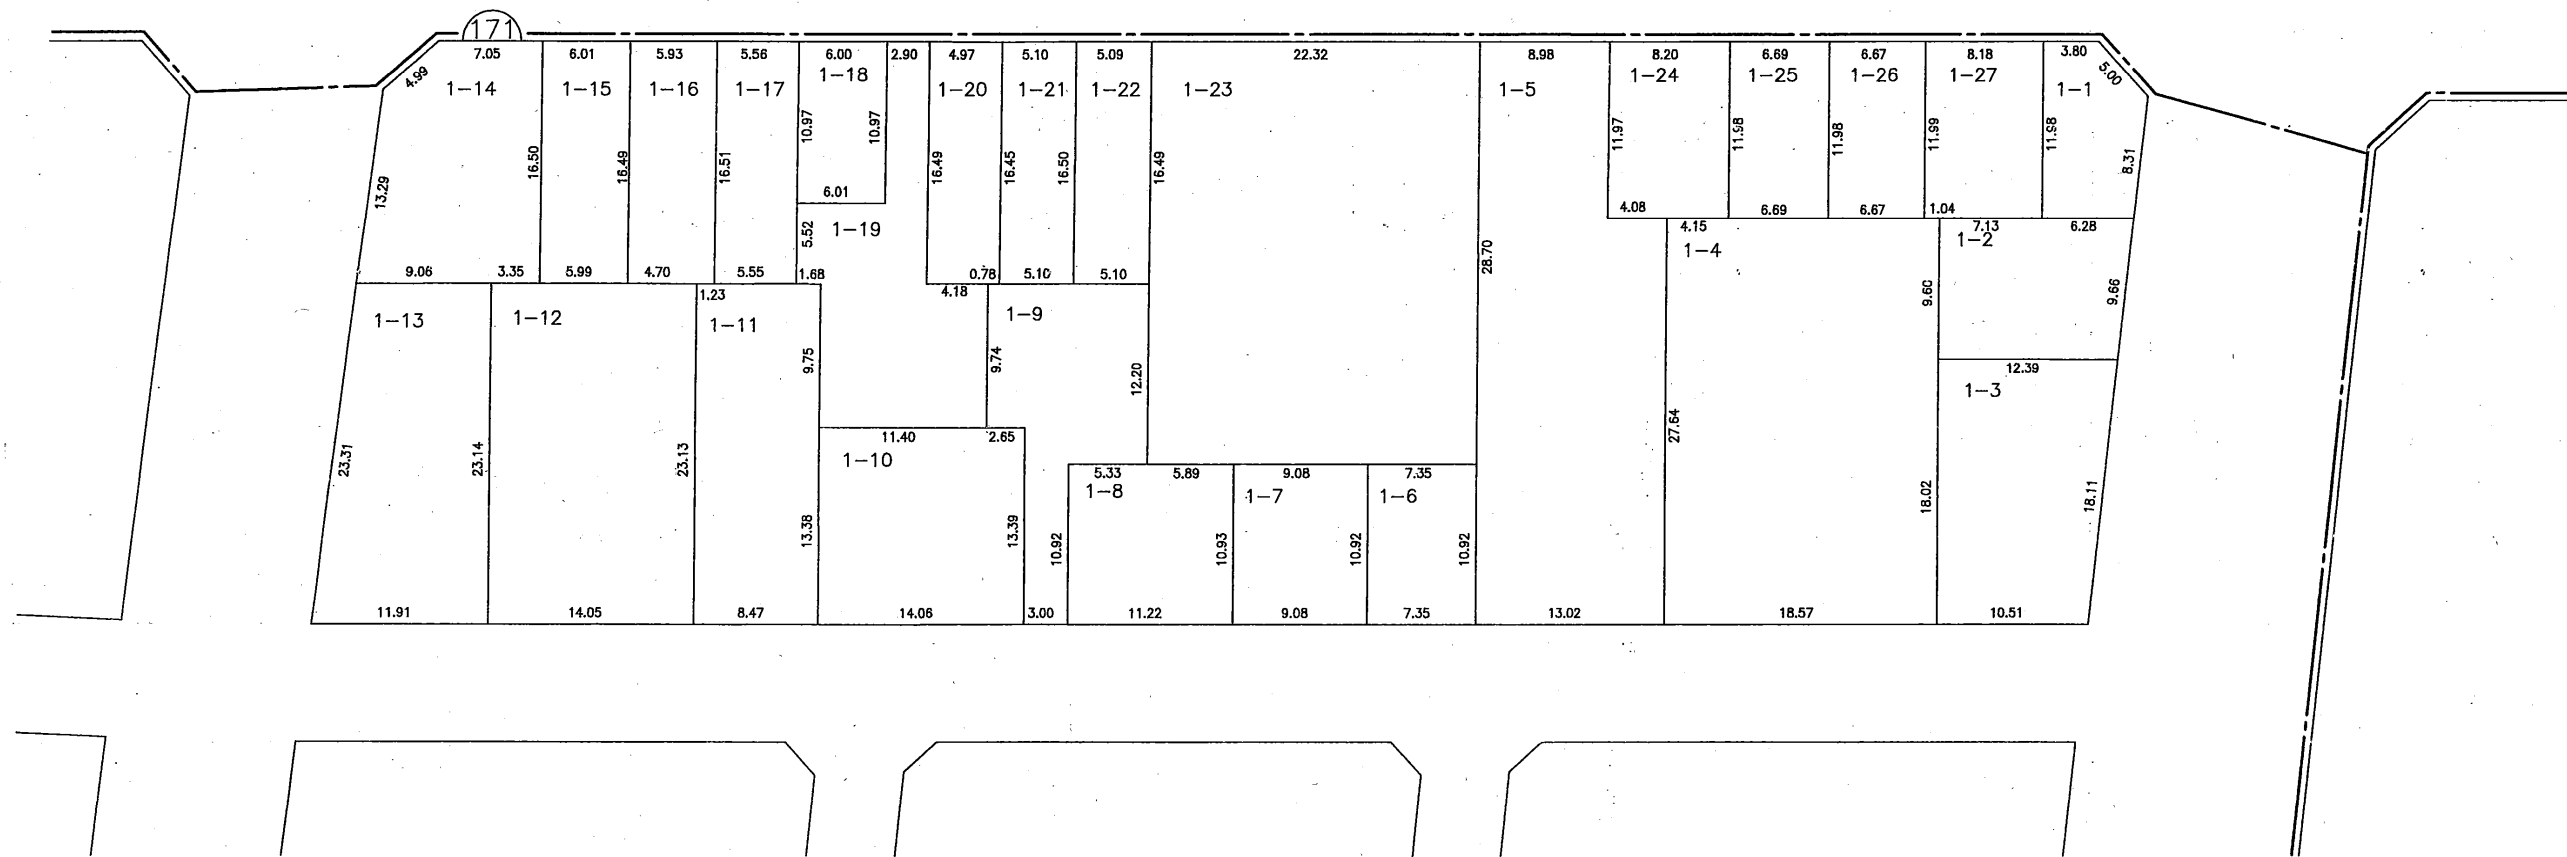 171
7.05 6.01 5.93 5.56 6.00 2.90 4.97 5.10 5.09 22.32 8.98 8.20 6.69 6.67 8.18 3.80
4.99 5.00
1-14 1-15 1-16 1-17 1-18 1-20 1-21 1-22 1-23 1-5 1-24 1-25 1-26 1-27 1-1
13.29 16.50 16.49 16.51 10.97 10.97 16.49 16.45 16.50 16.49 11.97 11.98 11.98 11.99 11.98 8.31
6.01
4.08 6.69 6.67 1.04
5.52 1-19 4.15 7.13 6.28
1-4 1-2
28.70
9.06 3.35 5.99 4.70 5.55 1.68 0.78 5.10 5.10
1.23 4.18 9.60 9.66
1-13 1-12 1-11 1-9
9.75 9.74 12.20 12.39
1-3
23.31 23.14 23.13 11.40 2.65 27.64
1-10
5.33 5.89 9.08 7.35
1-8 1-7 1-6
13.38 13.39 10.92 10.93 10.92 10.92 18.02 18.11
11.91 14.05 8.47 14.06 3.00 11.22 9.08 7.35 13.02 18.57 10.51